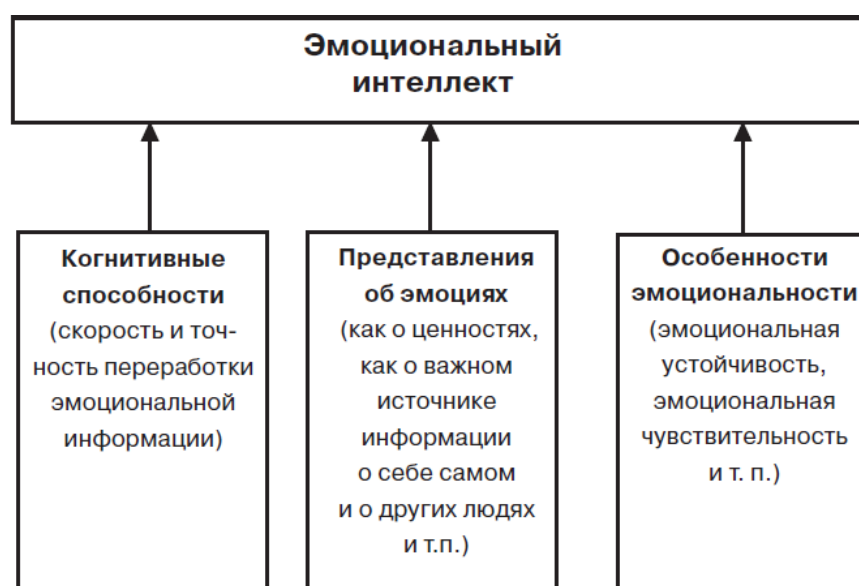 Эмоциональный
интеллект
Когнитивные
способности
(скорость и точ-
ность переработки
эмоциональной
информации)
Представления
об эмоциях
(как о ценностях,
как о важном
источнике
информации
о себе самом
и о других людях
и т.п.)
Особенности
эмоциональности
(эмоциональная
устойчивость,
эмоциональная
чувствительность
и т. п.)